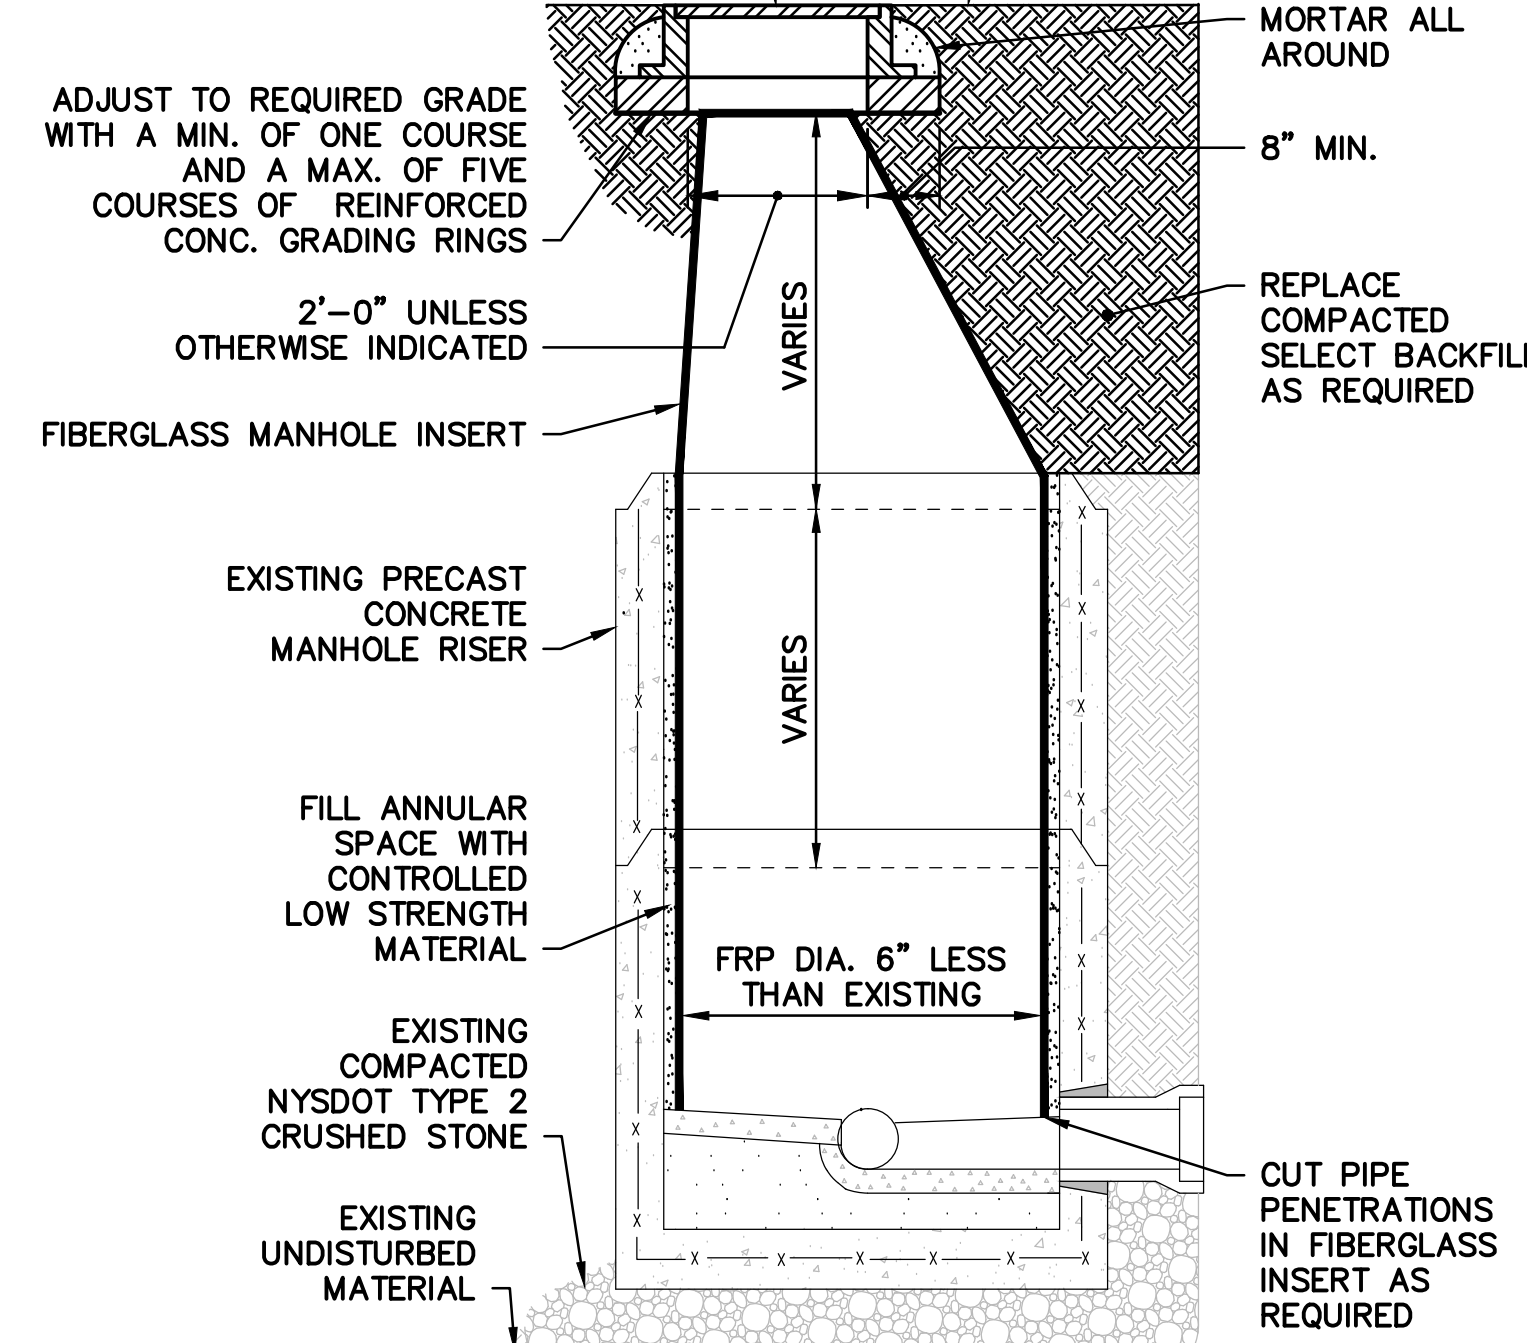 MORTAR ALL
AROUND
ADJUST TO REQUIRED GRADE
WITH A MIN. OF ONE COURSE
AND A MAX. OF FIVE
COURSES OF REINFORCED
CONC. GRADING RINGS
8” MIN.
2’-0” UNLESS
OTHERWISE INDICATED
VARIES
REPLACE
COMPACTED
SELECT BACKFILL
AS REQUIRED
FIBERGLASS MANHOLE INSERT
EXISTING PRECAST
CONCRETE
MANHOLE RISER
VARIES
FILL ANNULAR
SPACE WITH
CONTROLLED
LOW STRENGTH
MATERIAL
FRP DIA. 6” LESS
THAN EXISTING
EXISTING
COMPACTED
NYSDOT TYPE 2
CRUSHED STONE
EXISTING
UNDISTURBED
MATERIAL
CUT PIPE
PENETRATIONS
IN FIBERGLASS
INSERT AS
REQUIRED